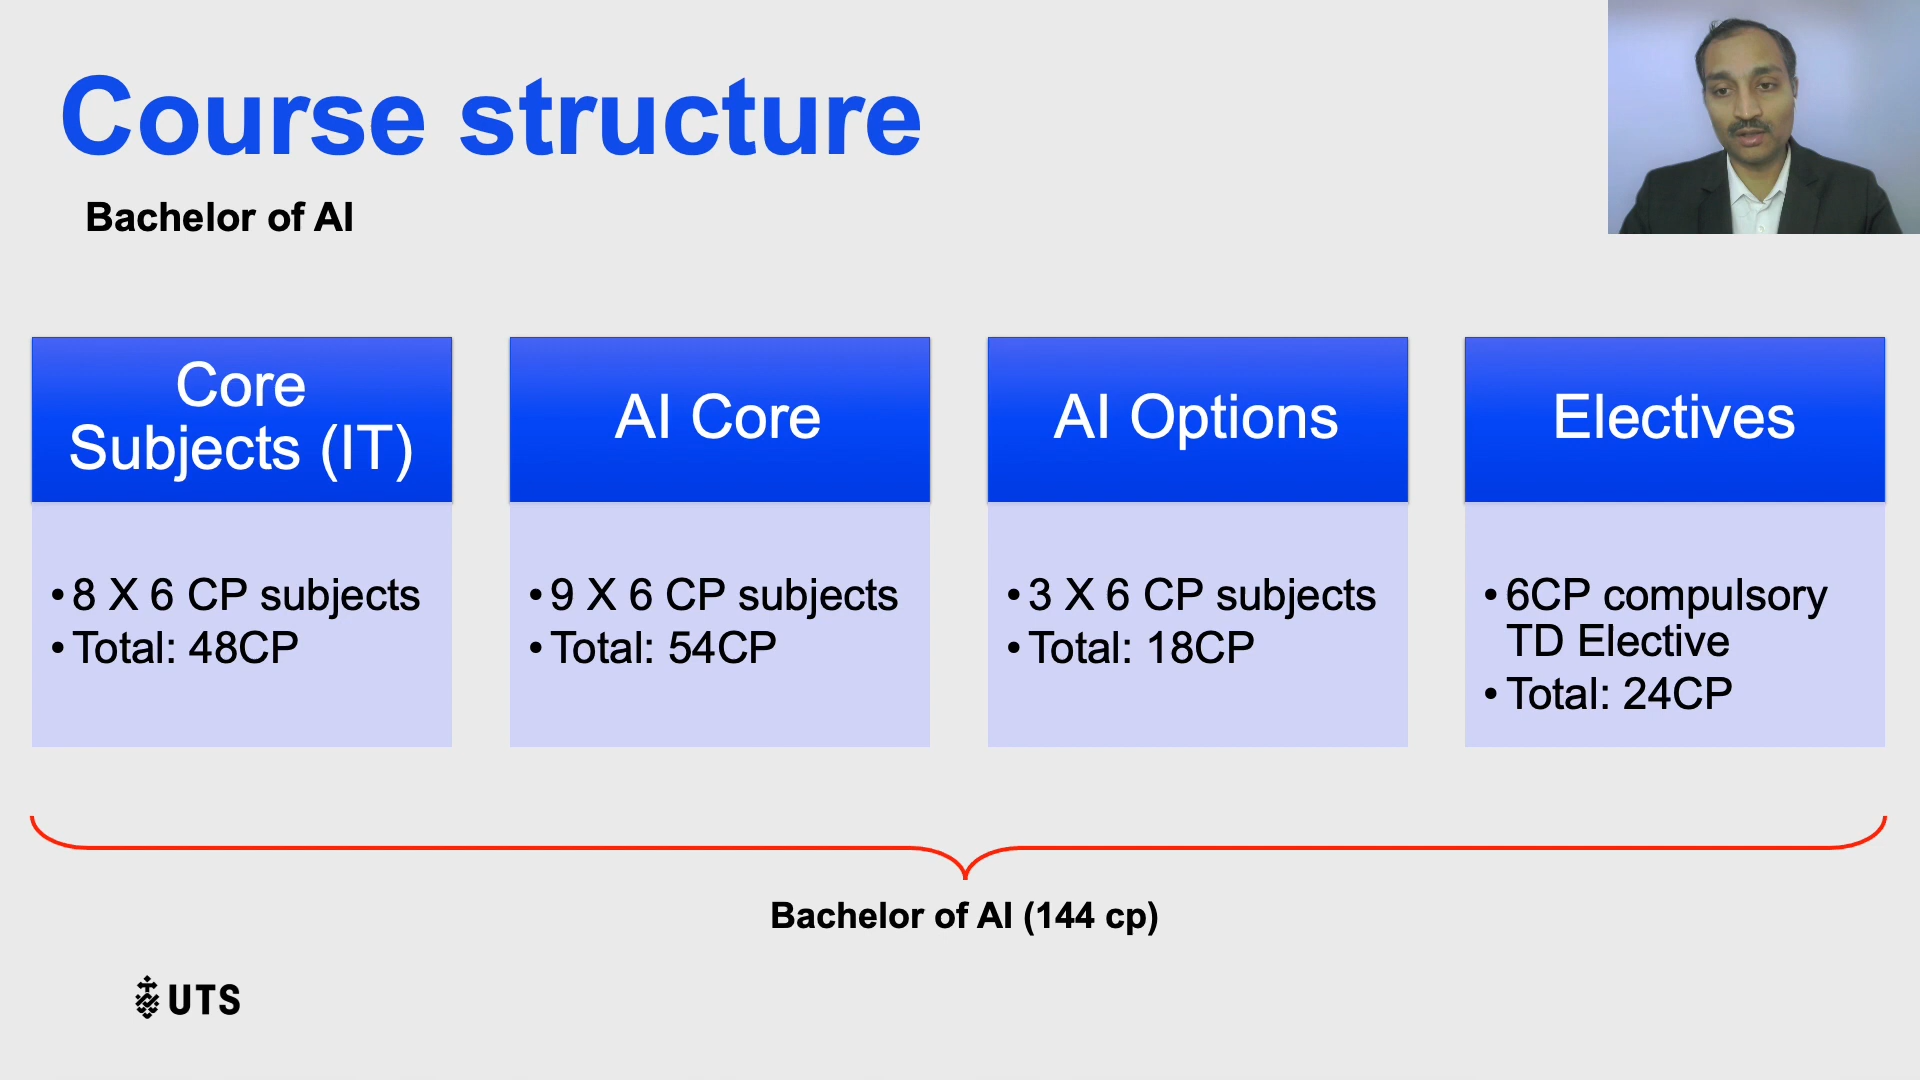 Course structure
Bachelor of AI
Core
Subjects (IT)
• 8 X 6 CP subjects
• Total: 48CP
AI Core
• 9 X 6 CP subjects
• Total: 54CP
AI Options
• 3 X 6 CP subjects
• Total: 18CP
Electives
• 6CP compulsory
TD Elective
• Total: 24CP
Bachelor of AI (144 cp)
UTS